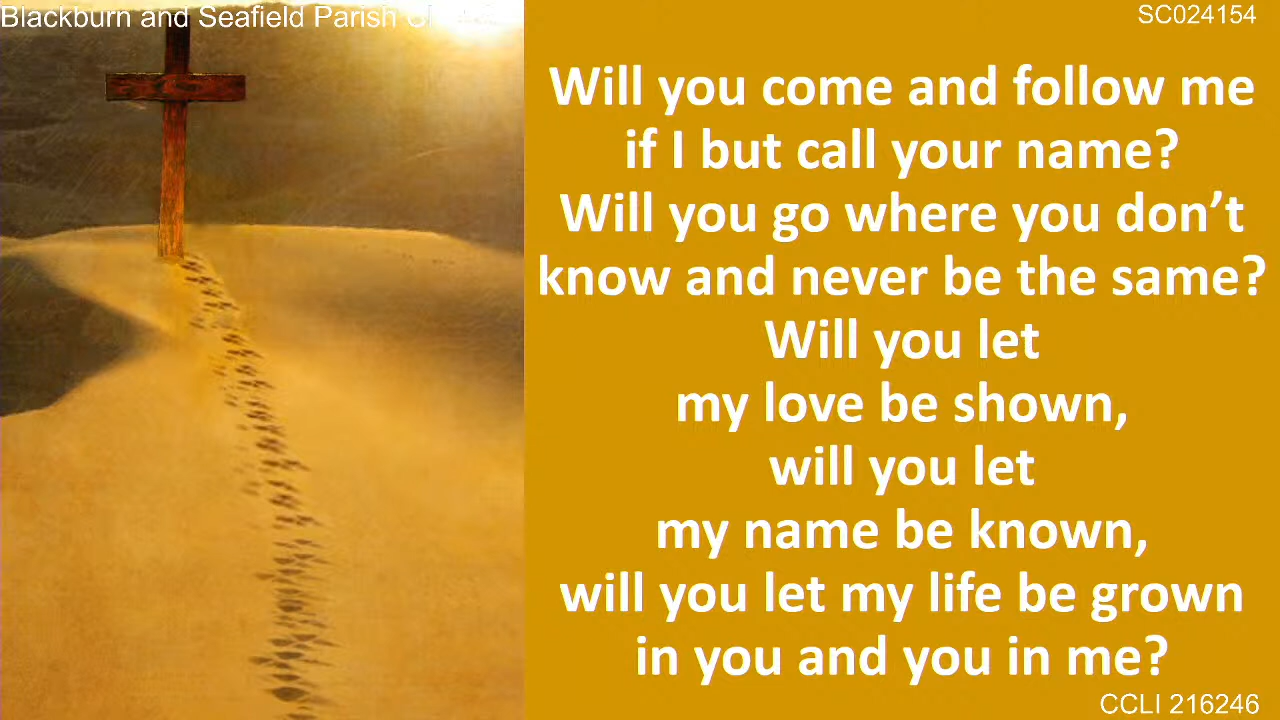 Blackburn and Seafield Parish
SC024154
Will you come and follow me
if I but call your name?
Will you go where you don’t
know and never be the same?
Will you let
my love be shown,
will you let
my name be known,
will you let my life be grown
in you and you in me?
CCLI 216246